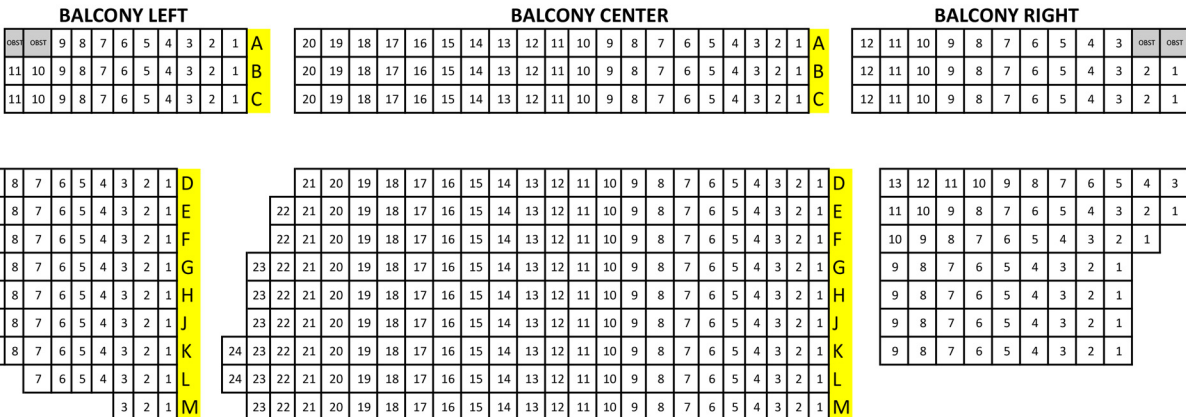 BALCONY LEFT BALCONY CENTER BALCONY RIGHT
OBST OBST 9 8 7 6 5 4 3 2 1 A 20 19 18 17 16 15 14 13 12 11 10 9 8 7 6 5 4 3 2 1 A 12 11 10 9 8 7 6 5 4 3 OBST OBST
11 10 9 8 7 6 5 4 3 2 1 B 20 19 18 17 16 15 14 13 12 11 10 9 8 7 6 5 4 3 2 1 B 12 11 10 9 8 7 6 5 4 3 2 1
11 10 9 8 7 6 5 4 3 2 1 C 20 19 18 17 16 15 14 13 12 11 10 9 8 7 6 5 4 3 2 1 C 12 11 10 9 8 7 6 5 4 3 2 1
8 7 6 5 4 3 2 1 D 21 20 19 18 17 16 15 14 13 12 11 10 9 8 7 6 5 4 3 2 1 D 13 12 11 10 9 8 7 6 5 4 3
8 7 6 5 4 3 2 1 E 22 21 20 19 18 17 16 15 14 13 12 11 10 9 8 7 6 5 4 3 2 1 E 11 10 9 8 7 6 5 4 3 2 1
8 7 6 5 4 3 2 1 F 22 21 20 19 18 17 16 15 14 13 12 11 10 9 8 7 6 5 4 3 2 1 F 10 9 8 7 6 5 4 3 2 1
8 7 6 5 4 3 2 1 G 23 22 21 20 19 18 17 16 15 14 13 12 11 10 9 8 7 6 5 4 3 2 1 G 9 8 7 6 5 4 3 2 1
8 7 6 5 4 3 2 1 H 23 22 21 20 19 18 17 16 15 14 13 12 11 10 9 8 7 6 5 4 3 2 1 H 9 8 7 6 5 4 3 2 1
8 7 6 5 4 3 2 1 J 23 22 21 20 19 18 17 16 15 14 13 12 11 10 9 8 7 6 5 4 3 2 1 J 9 8 7 6 5 4 3 2 1
8 7 6 5 4 3 2 1 K 24 23 22 21 20 19 18 17 16 15 14 13 12 11 10 9 8 7 6 5 4 3 2 1 K 9 8 7 6 5 4 3 2 1
7 6 5 4 3 2 1 L 24 23 22 21 20 19 18 17 16 15 14 13 12 11 10 9 8 7 6 5 4 3 2 1 L
3 2 1 M 23 22 21 20 19 18 17 16 15 14 13 12 11 10 9 8 7 6 5 4 3 2 1 M